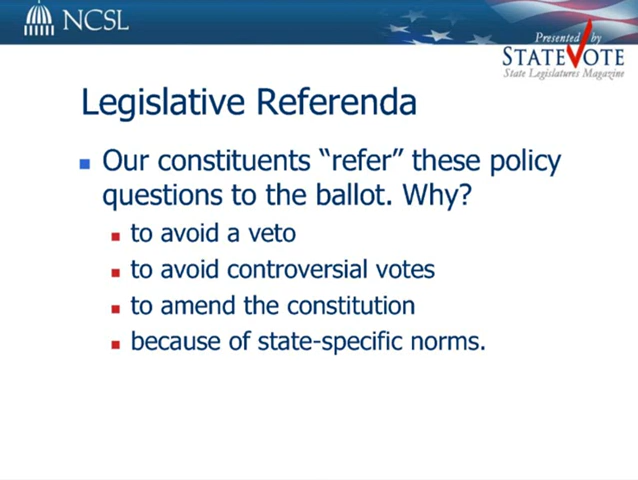 NCSL
Presented by
STATEVOTE
State Legislatures Magazine
Legislative Referenda
Our constituents “refer” these policy
questions to the ballot. Why?
to avoid a veto
to avoid controversial votes
to amend the constitution
because of state-specific norms.